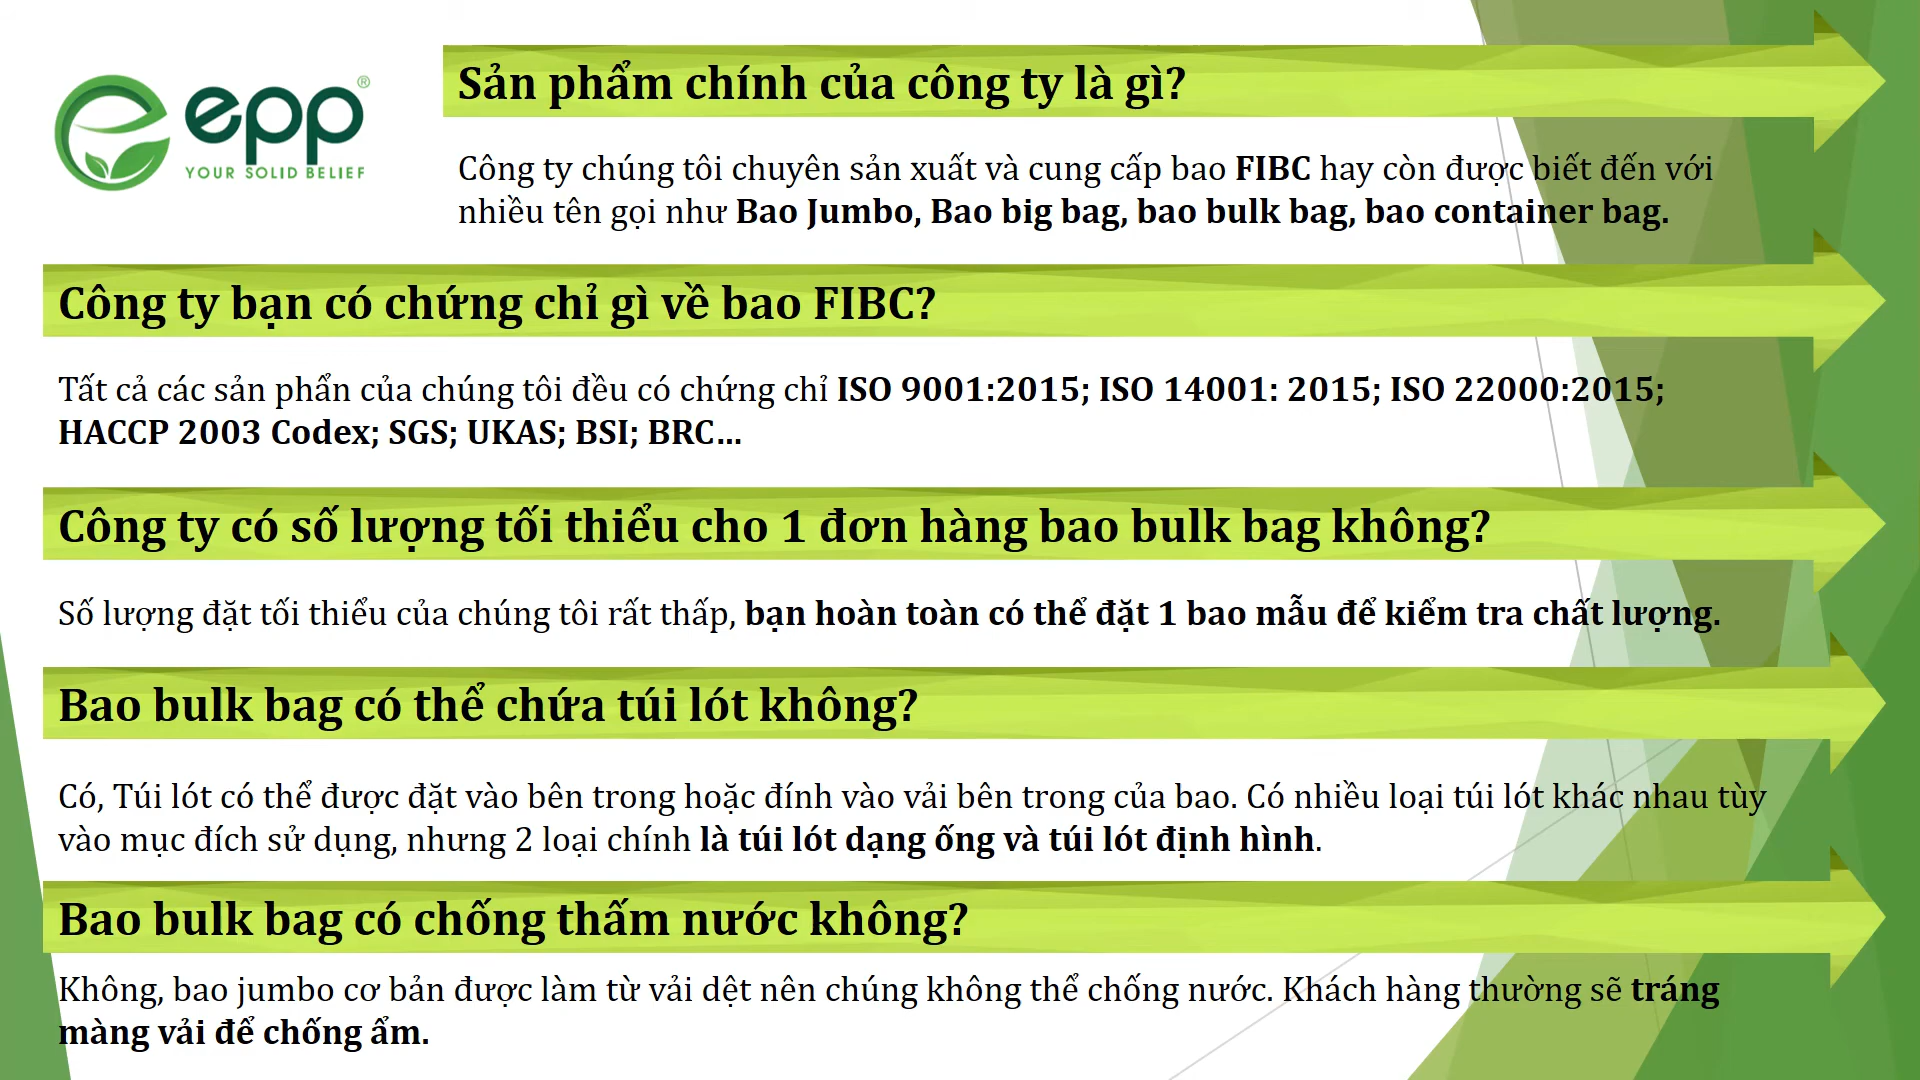 epp®
YOUR SOLID BELIEF
Sản phẩm chính của công ty là gì?
Công ty chúng tôi chuyên sản xuất và cung cấp bao FIBC hay còn được biết đến với
nhiều tên gọi như Bao Jumbo, Bao big bag, bao bulk bag, bao container bag.
Công ty bạn có chứng chỉ gì về bao FIBC?
Tất cả các sản phẩn của chúng tôi đều có chứng chỉ ISO 9001:2015; ISO 14001: 2015; ISO 22000:2015;
HACCP 2003 Codex; SGS; UKAS; BSI; BRC...
Công ty có số lượng tối thiểu cho 1 đơn hàng bao bulk bag không?
Số lượng đặt tối thiểu của chúng tôi rất thấp, bạn hoàn toàn có thể đặt 1 bao mẫu để kiểm tra chất lượng.
Bao bulk bag có thể chứa túi lót không?
Có, Túi lót có thể được đặt vào bên trong hoặc đính vào vải bên trong của bao. Có nhiều loại túi lót khác nhau tùy
vào mục đích sử dụng, nhưng 2 loại chính là túi lót dạng ống và túi lót định hình.
Bao bulk bag có chống thấm nước không?
Không, bao jumbo cơ bản được làm từ vải dệt nên chúng không thể chống nước. Khách hàng thường sẽ tráng
màng vải để chống ẩm.